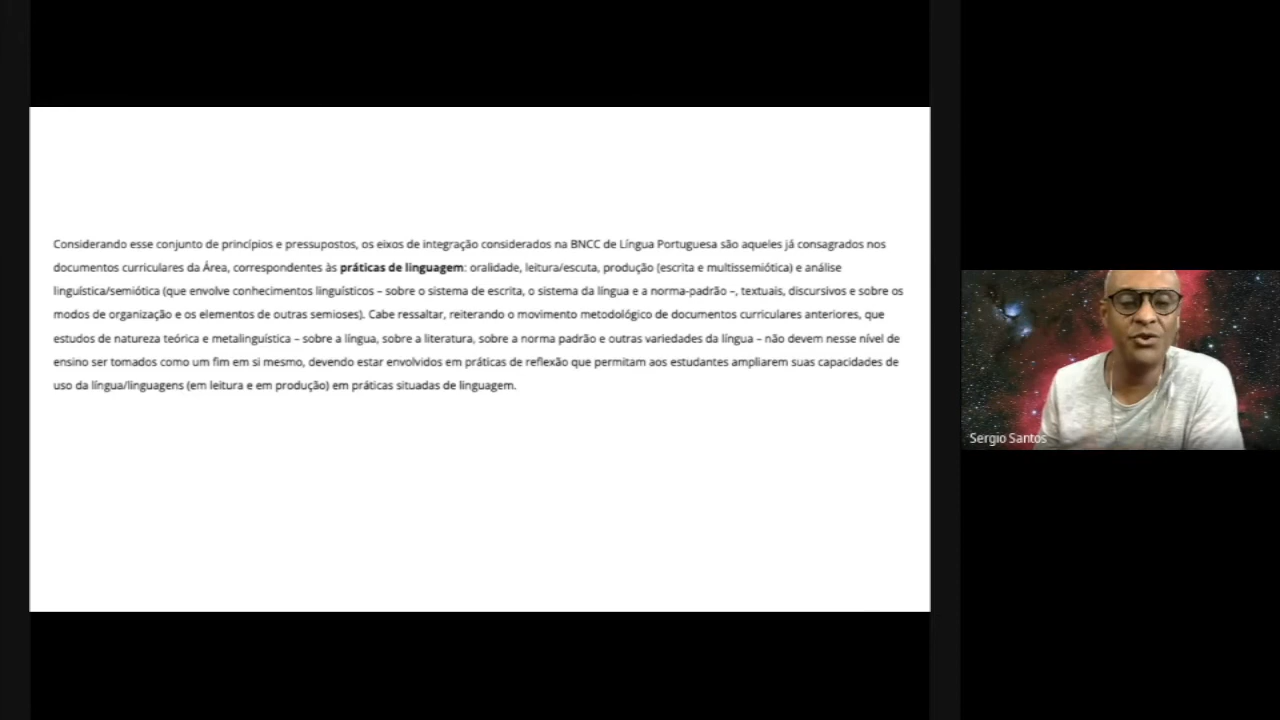 Considerando esse conjunto de princípios e pressupostos, os eixos de integração considerados na BNCC de Língua Portuguesa são aqueles já consagrados nos
documentos curriculares da Área, correspondentes às práticas de linguagem: oralidade, leitura/escuta, produção (escrita e multissemiótica) e análise
linguística/semiótica (que envolve conhecimentos linguísticos – sobre o sistema de escrita, o sistema da língua e a norma-padrão –, textuais, discursivos e sobre os
modos de organização e os elementos de outras semioses). Cabe ressaltar, reiterando o movimento metodológico de documentos curriculares anteriores, que
estudos de natureza teórica e metalinguística – sobre a língua, sobre a literatura, sobre a norma padrão e outras variedades da língua – não devem nesse nível de
ensino ser tomados como um fim em si mesmo, devendo estar envolvidos em práticas de reflexão que permitam aos estudantes ampliarem suas capacidades de
uso da língua/linguagens (em leitura e em produção) em práticas situadas de linguagem.
Sergio Santos